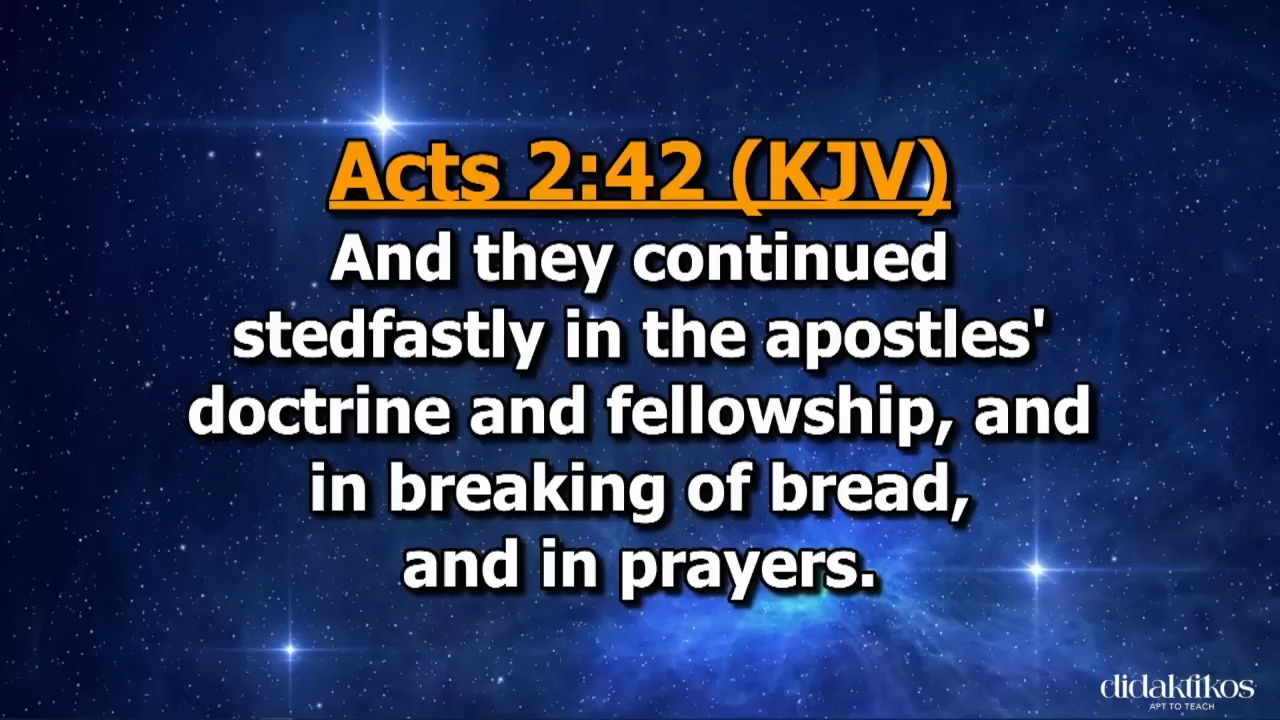 Acts 2:42 (KJV)
And they continued
stedfastly in the apostles'
doctrine and fellowship, and
in breaking of bread,
and in prayers.
didaktikos
APT TO TEACH